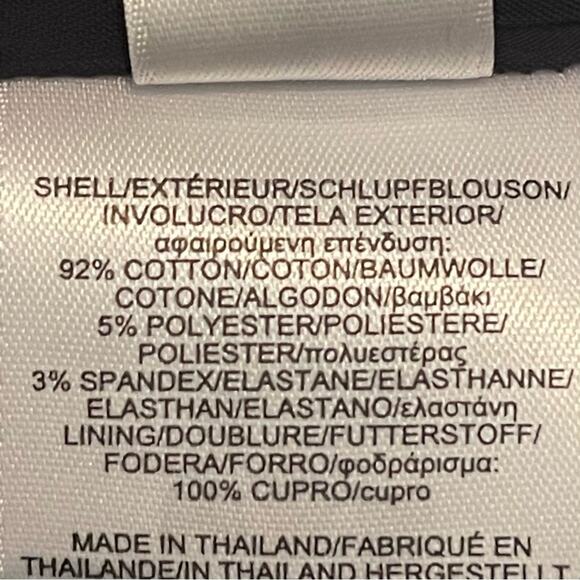 SHELL/EXTÉRIEUR/SCHLUPFBLOUSON/
INVOLUCRO/TELA EXTERIOR/
αφαιρούμενη επένδυση:
92% COTTON/COTON/BAUMWOLLE/
COTONE/ALGODON/βαμβάκι
5% POLYESTER/POLIESTERE/
POLIESTER/πολυεστέρας
3% SPANDEX/ELASTANE/ELASTHANNE/
ELASTHAN/ELASTANO/ελαστάνη
LINING/DOUBLURE/FUTTERSTOFF/
FODERA/FORRO/φοδράρισμα:
100% CUPRO/cupro
MADE IN THAILAND/FABRIQUÉ EN
THAILANDE/IN THAILAND HERGESTELLT